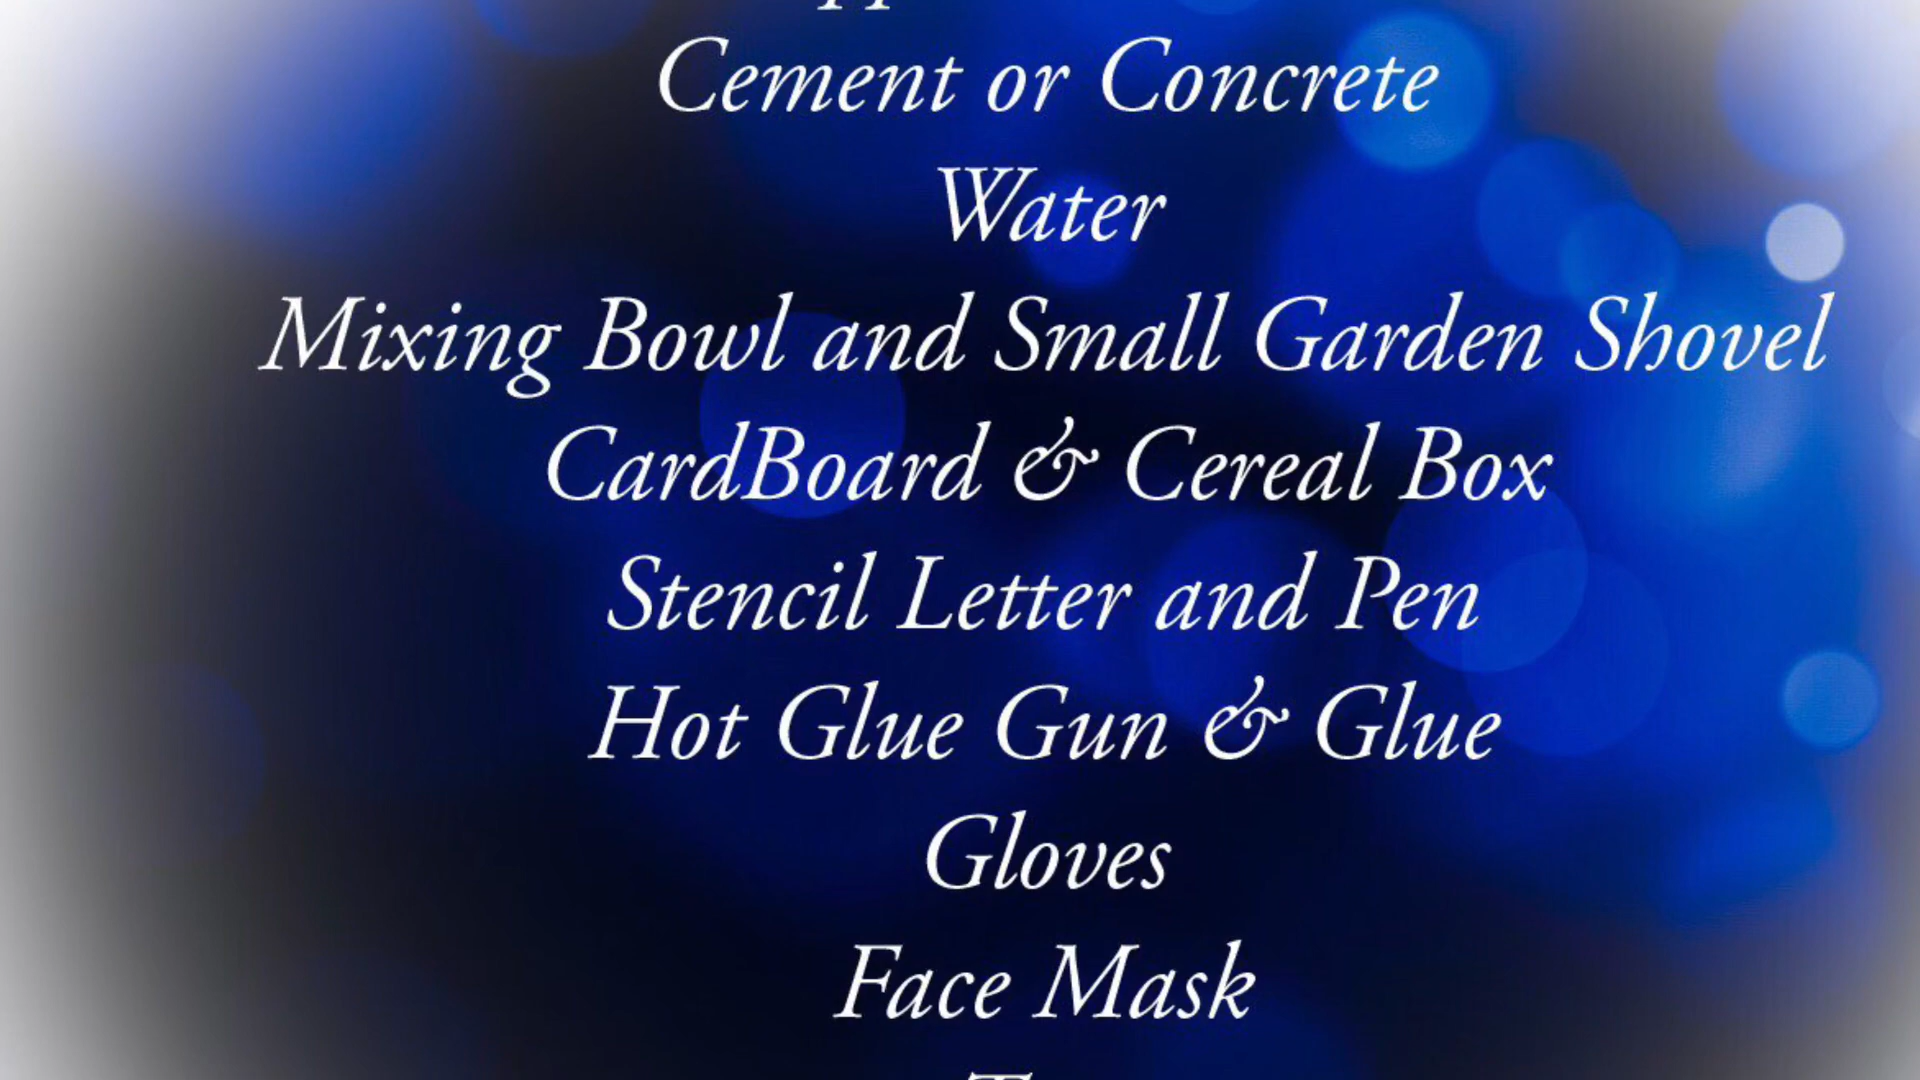 Cement or Concrete
Water
Mixing Bowl and Small Garden Shovel
CardBoard & Cereal Box
Stencil Letter and Pen
Hot Glue Gun & Glue
Gloves
Face Mask